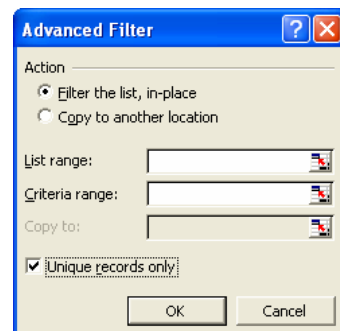 Advanced Filter
Action
Filter the list, in-place
Copy to another location
List range:
Criteria range:
Copy to:
Unique records only
OK Cancel